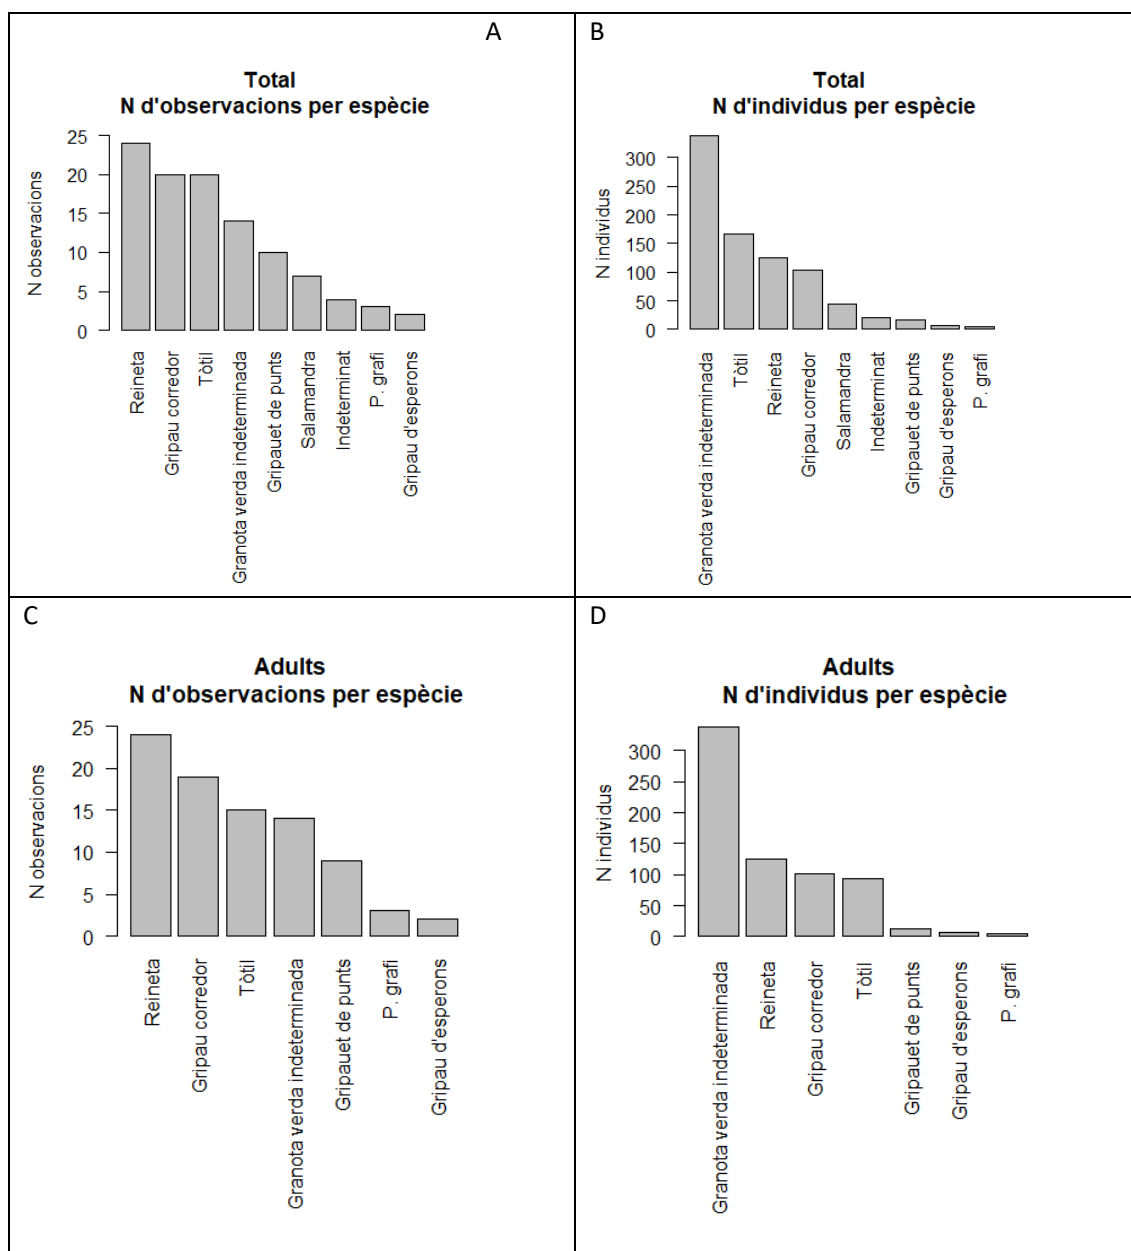 A
Total
N d'observacions per espècie
N observacions
25
20
15
10
5
0
Reineta
Gripau corredor
Tòtil
Granota verda indeterminada
Gripauet de punts
Salamandra
Indeterminat
P. grafi
Gripau d'esperons
B
Total
N d'individus per espècie
N individus
300
250
200
150
100
50
0
Granota verda indeterminada
Tòtil
Reineta
Gripau corredor
Salamandra
Indeterminat
Gripauet de punts
Gripau d'esperons
P. grafi
C
Adults
N d'observacions per espècie
N observacions
25
20
15
10
5
0
Reineta
Gripau corredor
Tòtil
Granota verda indeterminada
Gripauet de punts
P. grafi
Gripau d'esperons
D
Adults
N d'individus per espècie
N individus
300
250
200
150
100
50
0
Granota verda indeterminada
Reineta
Gripau corredor
Tòtil
Gripauet de punts
Gripau d'esperons
P. grafi